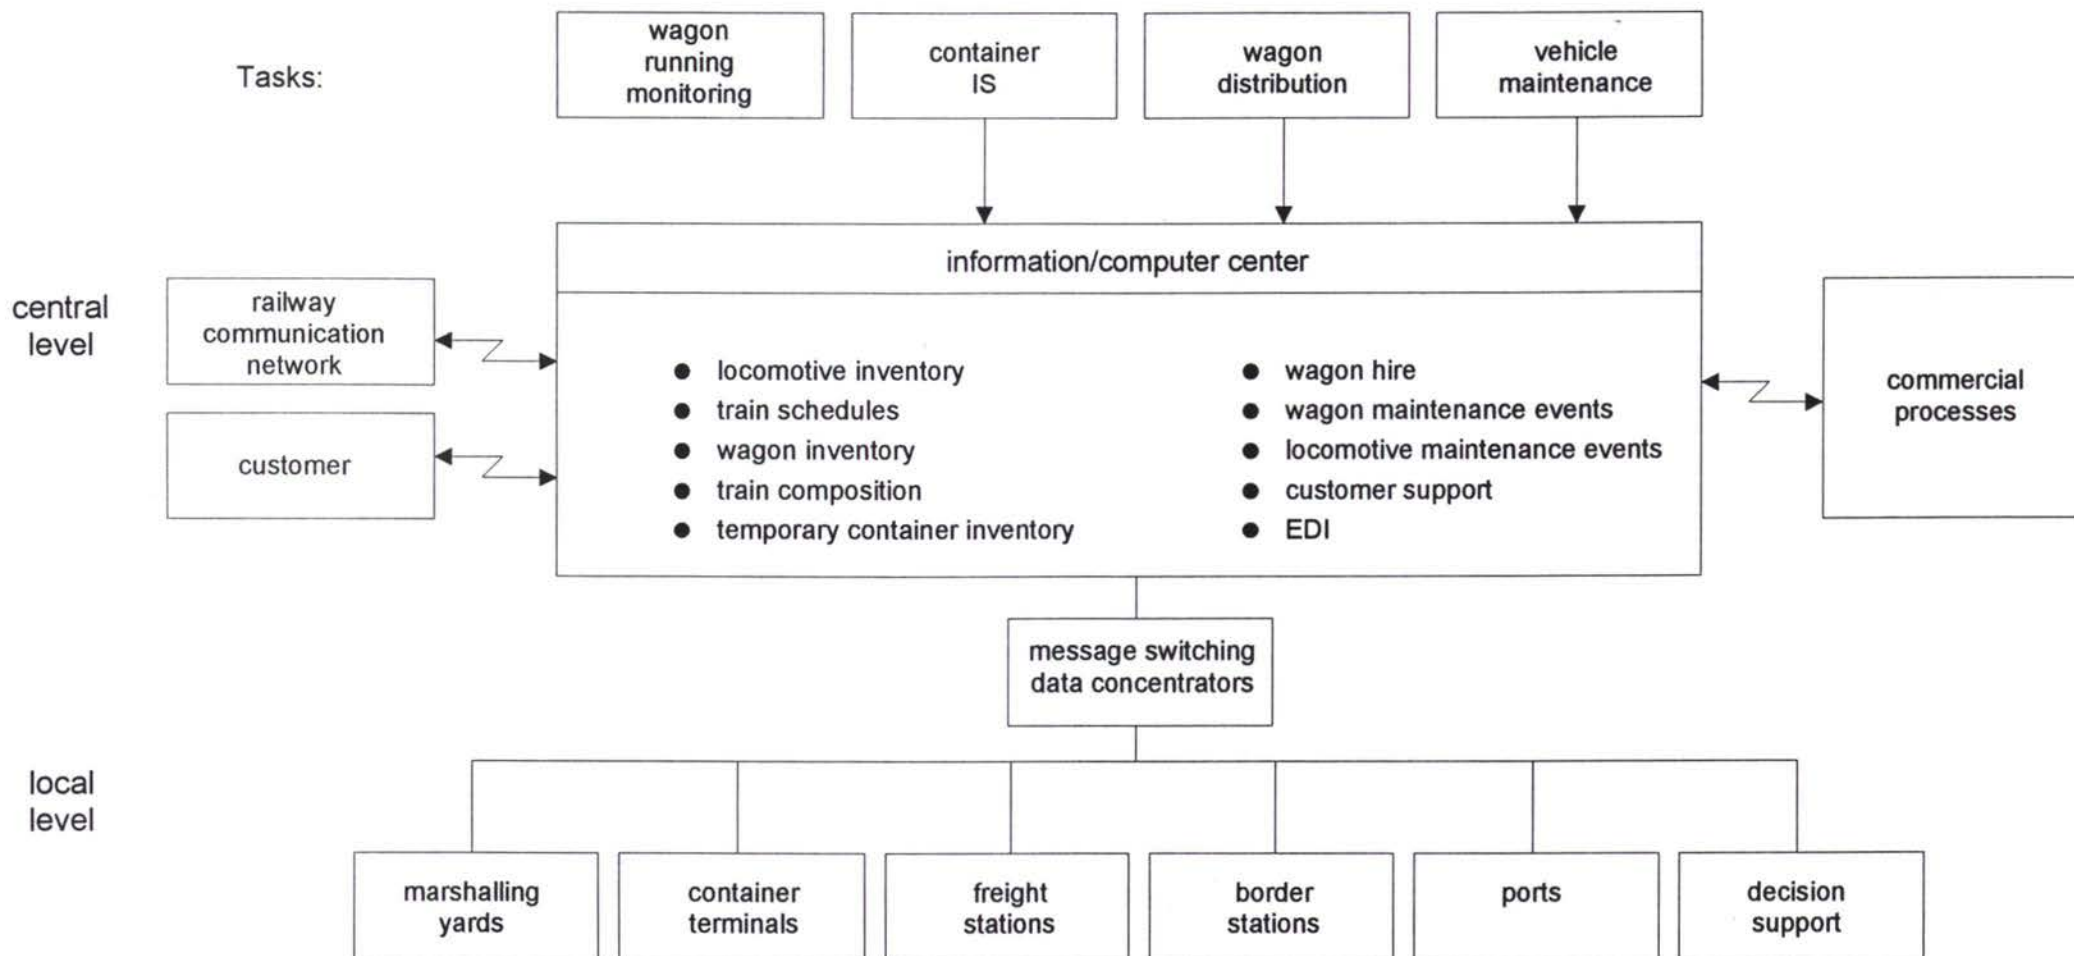 Tasks:
wagon
running
monitoring
container
IS
wagon
distribution
vehicle
maintenance
central
level
railway
communication
network
customer
information/computer center
● locomotive inventory
● train schedules
● wagon inventory
● train composition
● temporary container inventory
● wagon hire
● wagon maintenance events
● locomotive maintenance events
● customer support
● EDI
commercial
processes
message switching
data concentrators
local
level
marshalling
yards
container
terminals
freight
stations
border
stations
ports
decision
support